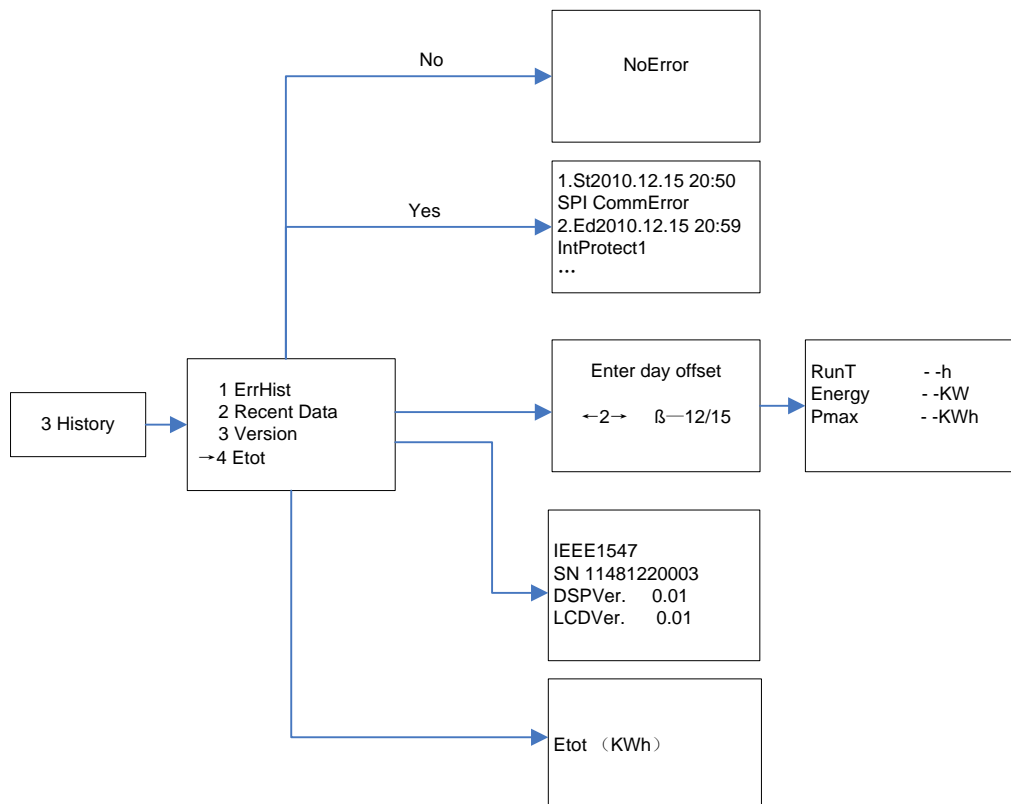 No
NoError
1.St2010.12.15 20:50
SPI CommError
2.Ed2010.12.15 20:59
IntProtect1
...
Yes
3 History
1 ErrHist
2 Recent Data
3 Version
→4 Etot
Enter day offset
←2→ ß—12/15
RunT - -h
Energy - -KW
Pmax - -KWh
IEEE1547
SN 11481220003
DSPVer. 0.01
LCDVer. 0.01
Etot （KWh）